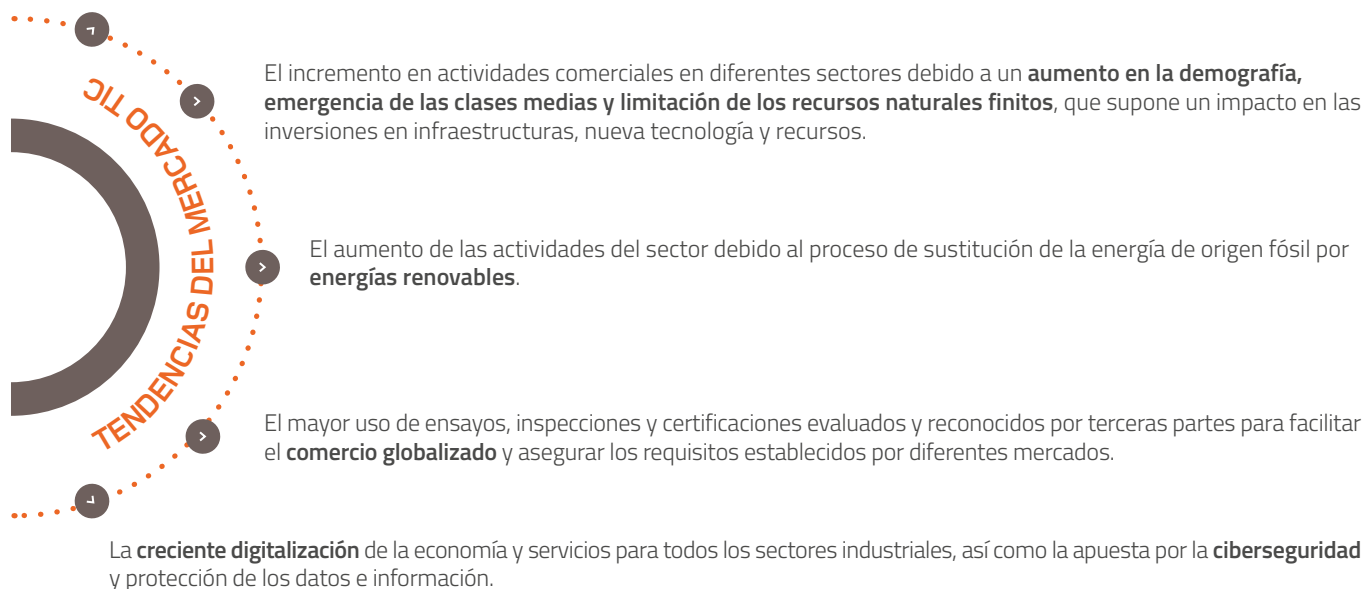 TENDENCIAS DEL MERCADO TIC
El incremento en actividades comerciales en diferentes sectores debido a un aumento en la demografía,
emergencia de las clases medias y limitación de los recursos naturales finitos, que supone un impacto en las
inversiones en infraestructuras, nueva tecnología y recursos.
El aumento de las actividades del sector debido al proceso de sustitución de la energía de origen fósil por
energías renovables.
El mayor uso de ensayos, inspecciones y certificaciones evaluados y reconocidos por terceras partes para facilitar
el comercio globalizado y asegurar los requisitos establecidos por diferentes mercados.
La creciente digitalización de la economía y servicios para todos los sectores industriales, así como la apuesta por la ciberseguridad
y protección de los datos e información.